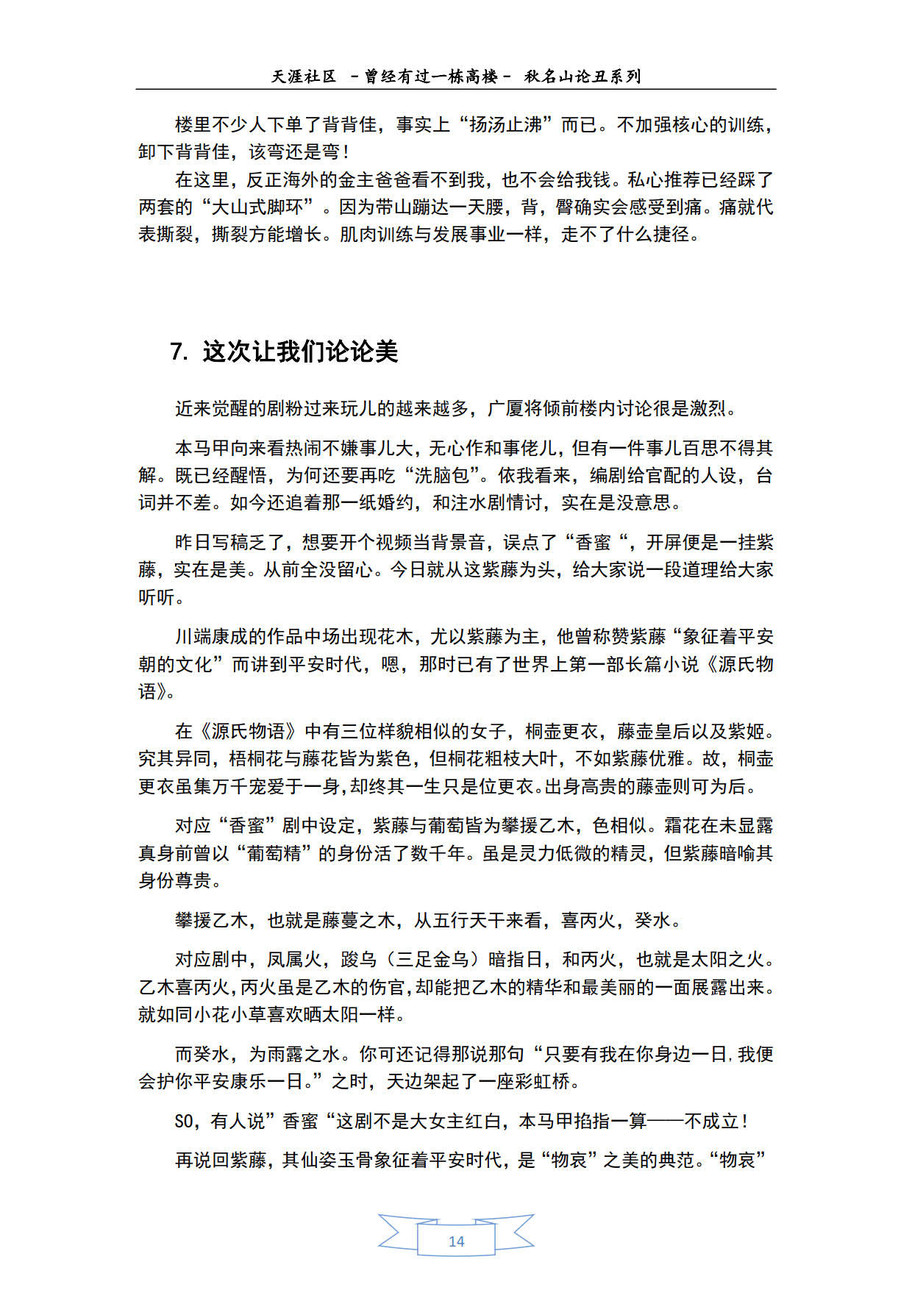 天涯社区 -曾经有过一栋高楼- 秋名山论丑系列
楼里不少人下单了背背佳，事实上“扬汤止沸”而已。不加强核心的训练，
卸下背背佳，该弯还是弯！
在这里，反正海外的金主爸爸看不到我，也不会给我钱。私心推荐已经踩了
两套的“大山式脚环”。因为带山蹦达一天腰，背，臀确实会感受到痛。痛就代
表撕裂，撕裂方能增长。肌肉训练与发展事业一样，走不了什么捷径。
7. 这次让我们论论美
近来觉醒的剧粉过来玩儿的越来越多，广厦将倾前楼内讨论很是激烈。
本马甲向来看热闹不嫌事儿大，无心作和事佬儿，但有一件事儿百思不得其
解。既已经醒悟，为何还要再吃“洗脑包”。依我看来，编剧给官配的人设，台
词并不差。如今还追着那一纸婚约，和注水剧情讨，实在是没意思。
昨日写稿乏了，想要开个视频当背景音，误点了“香蜜“，开屏便是一挂紫
藤，实在是美。从前全没留心。今日就从这紫藤为头，给大家说一段道理给大家
听听。
川端康成的作品中场出现花木，尤以紫藤为主，他曾称赞紫藤“象征着平安
朝的文化”而讲到平安时代，嗯，那时已有了世界上第一部长篇小说《源氏物
语》。
在《源氏物语》中有三位样貌相似的女子，桐壶更衣，藤壶皇后以及紫姬。
究其异同，梧桐花与藤花皆为紫色，但桐花粗枝大叶，不如紫藤优雅。故，桐壶
更衣虽集万千宠爱于一身，却终其一生只是位更衣。出身高贵的藤壶则可为后。
对应“香蜜”剧中设定，紫藤与葡萄皆为攀援乙木，色相似。霜花在未显露
真身前曾以“葡萄精”的身份活了数千年。虽是灵力低微的精灵，但紫藤暗喻其
身份尊贵。
攀援乙木，也就是藤蔓之木，从五行天干来看，喜丙火，癸水。
对应剧中，凤属火，踆乌（三足金乌）暗指日，和丙火，也就是太阳之火。
乙木喜丙火，丙火虽是乙木的伤官，却能把乙木的精华和最美丽的一面展露出来。
就如同小花小草喜欢晒太阳一样。
而癸水，为雨露之水。你可还记得那说那句“只要有我在你身边一日,我便
会护你平安康乐一日。”之时，天边架起了一座彩虹桥。
SO，有人说”香蜜“这剧不是大女主红白，本马甲掐指一算——不成立！
再说回紫藤，其仙姿玉骨象征着平安时代，是“物哀”之美的典范。“物哀”
14